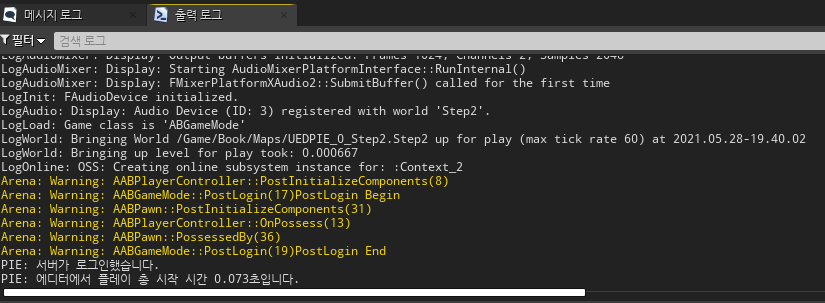 메시지 로그
출력 로그
필터
검색 로그
LogAudioMixer: Display: Output buffers initialized: Frames 1024, Channels 2, Samples 2048
LogAudioMixer: Display: Starting AudioMixerPlatformInterface::RunInternal()
LogAudioMixer: Display: FMixerPlatformXAudio2::SubmitBuffer() called for the first time
LogInit: FAudioDevice initialized.
LogAudio: Display: Audio Device (ID: 3) registered with world 'Step2'.
LogLoad: Game class is 'ABGameMode'
LogWorld: Bringing World /Game/Book/Maps/UEDPIE_0_Step2.Step2 up for play (max tick rate 60) at 2021.05.28-19.40.02
LogWorld: Bringing up level for play took: 0.000667
LogOnline: OSS: Creating online subsystem instance for: :Context_2
Arena: Warning: AABPlayerController::PostInitializeComponents(8)
Arena: Warning: AABGameMode::PostLogin(17)PostLogin Begin
Arena: Warning: AABPawn::PostInitializeComponents(31)
Arena: Warning: AABPlayerController::OnPossess(13)
Arena: Warning: AABPawn::PossessedBy(36)
Arena: Warning: AABGameMode::PostLogin(19)PostLogin End
PIE: 서버가 로그인했습니다.
PIE: 에디터에서 플레이 총 시작 시간 0.073초입니다.